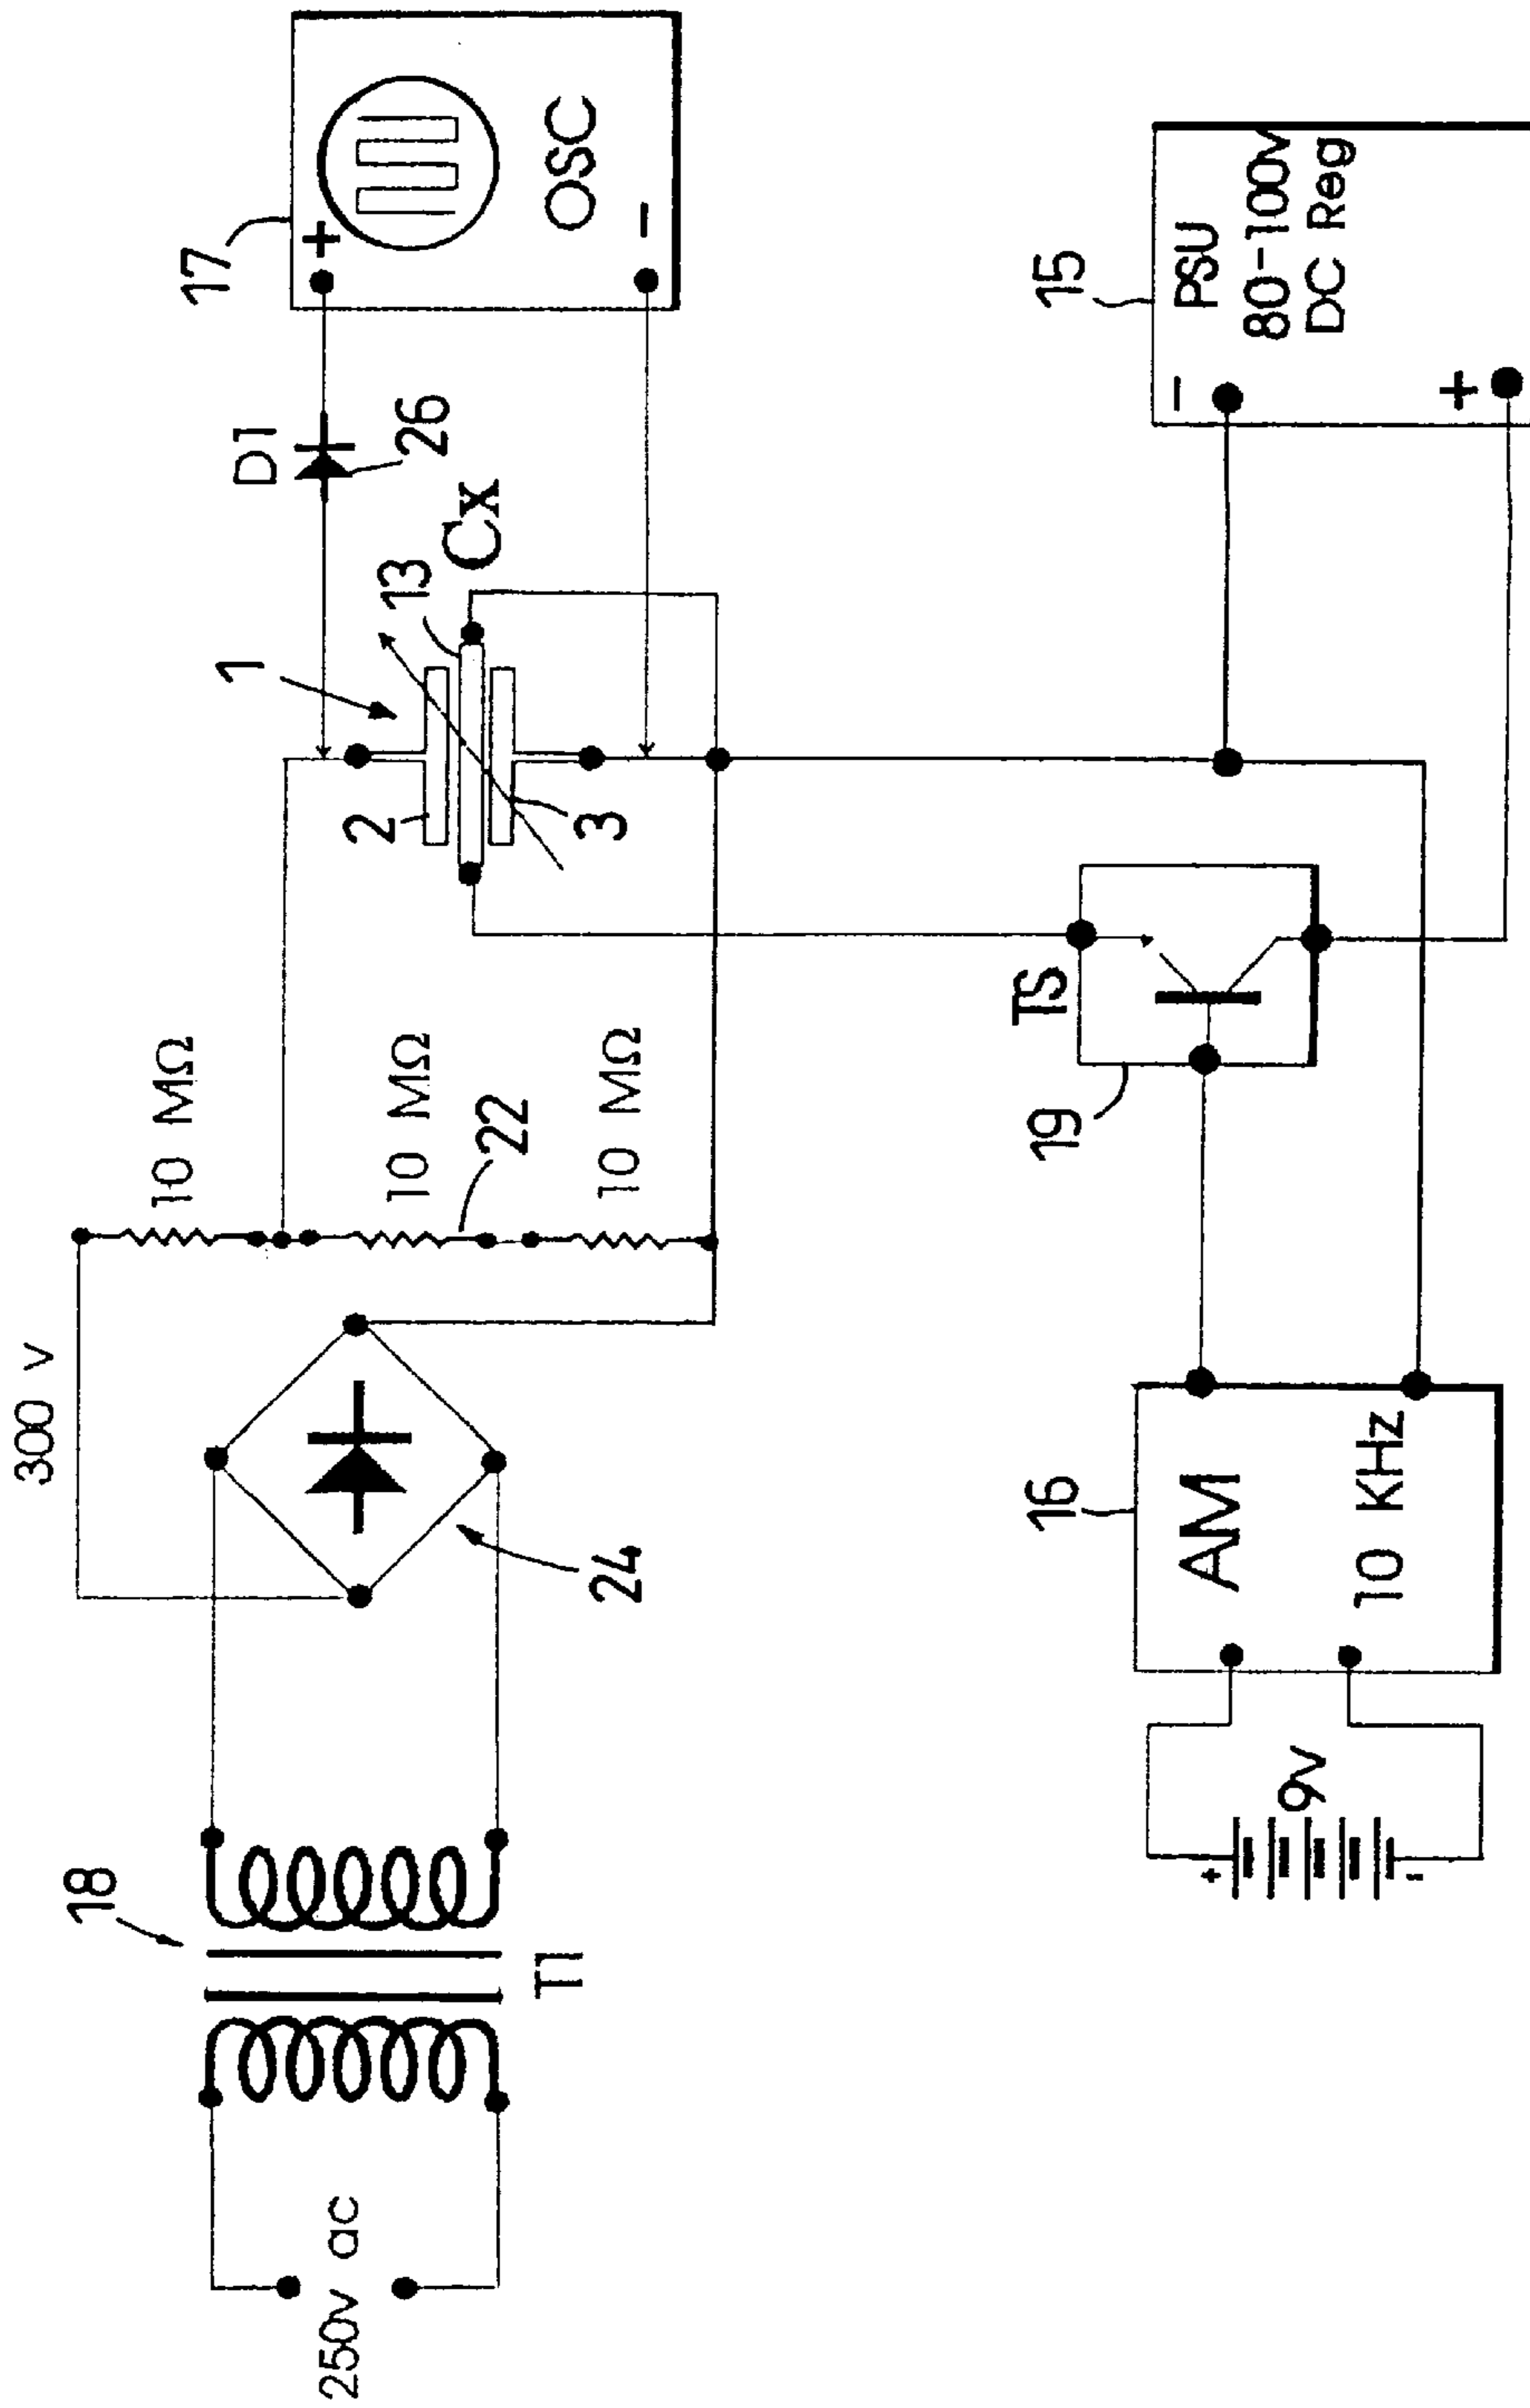 250v ac
18
T1
300 v
24
10 MΩ
10 MΩ
10 MΩ
22
1
2
3
13
Cx
D1
26
17
+
-
OSC
9v
+
-
16
AM
10 KHz
19
TS
15
-
+
PSU
80-100v
DC Reg